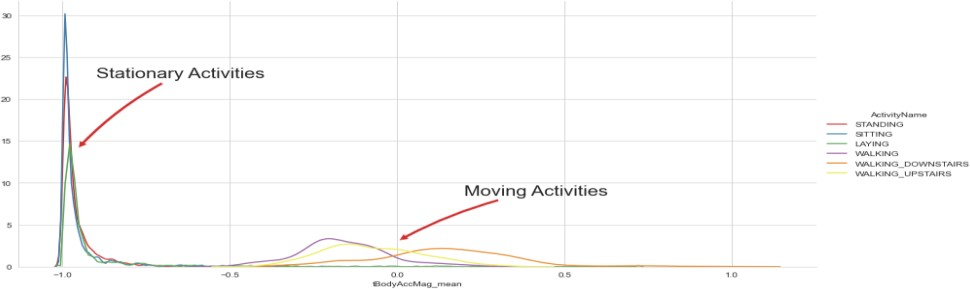 30
25
20
15
10
5
0
Stationary Activities
Moving Activities
−1.0
−0.5
0.0
0.5
1.0
tBodyAccMag_mean
ActivityName
STANDING
SITTING
LAYING
WALKING
WALKING_DOWNSTAIRS
WALKING_UPSTAIRS